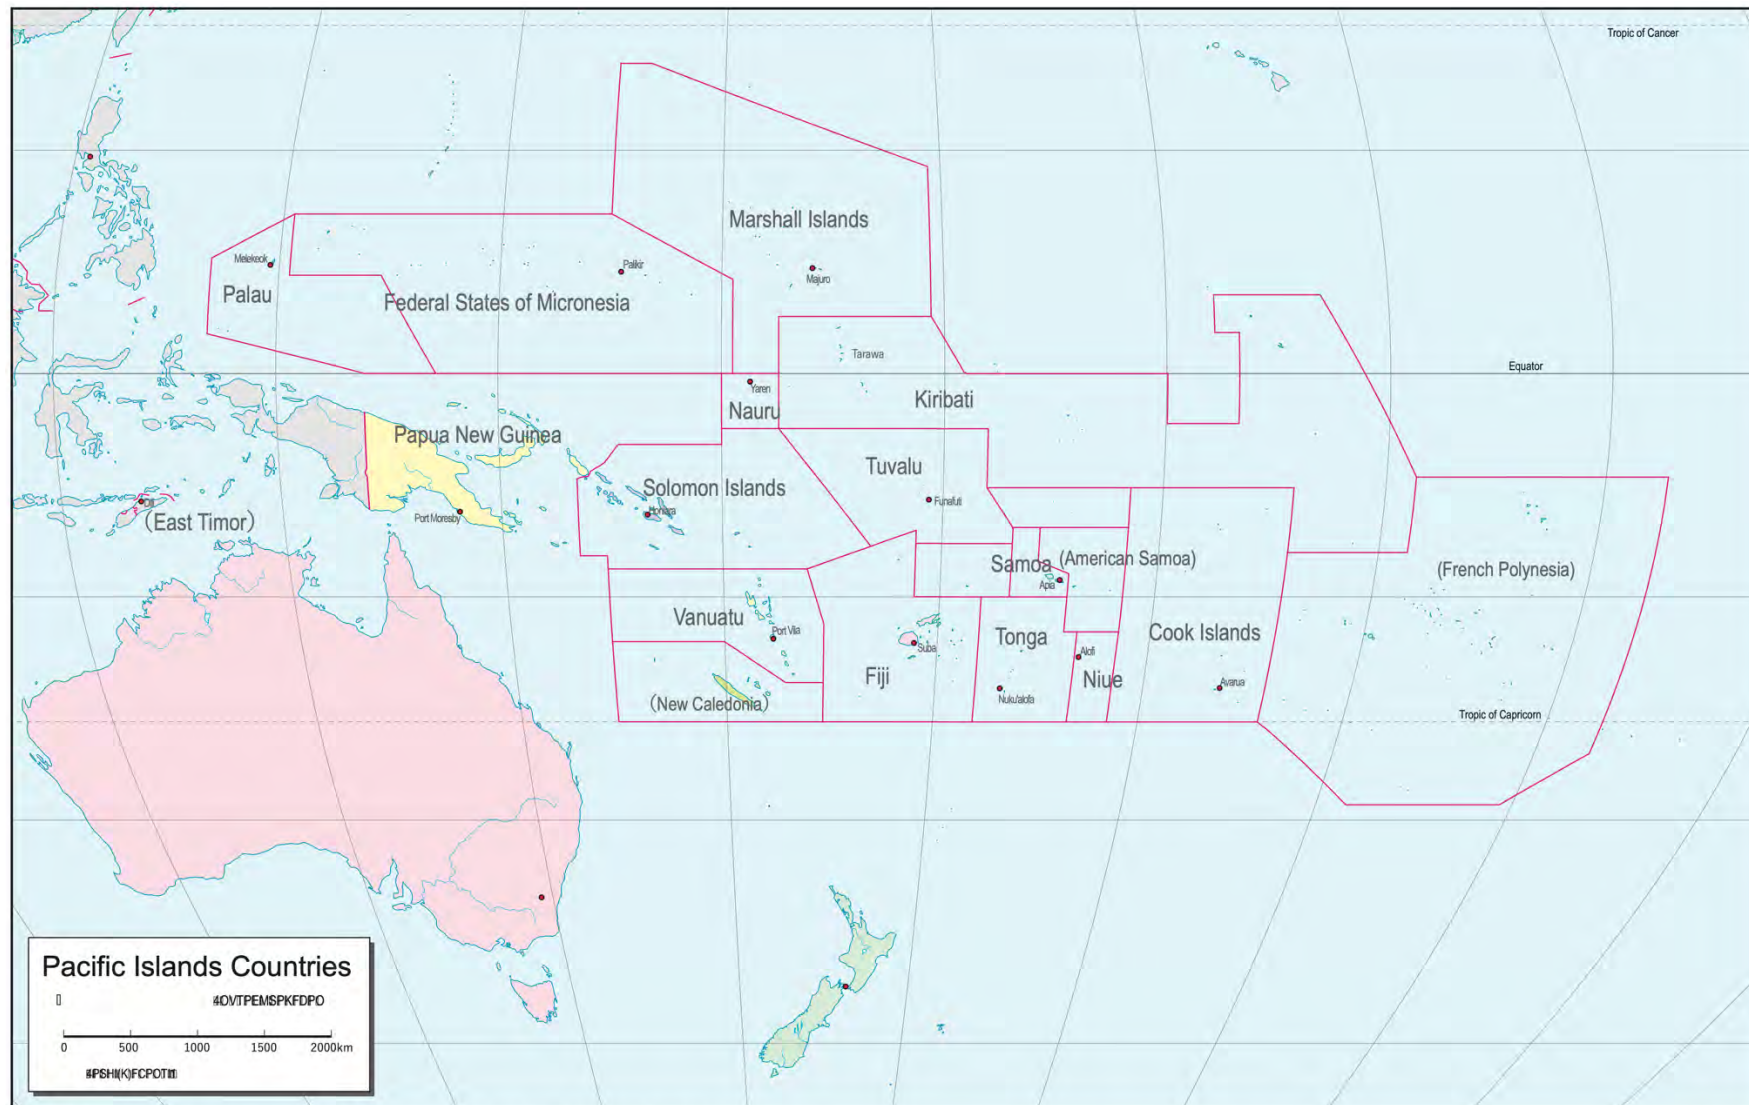 Tropic of Cancer
Marshall Islands
Melekeok
Palikir
Majuro
Palau
Federal States of Micronesia
Tarawa
Equator
Yaren
Nauru
Kiribati
Papua New Guinea
Tuvalu
Solomon Islands
Funafuti
Dili
(East Timor)
Port Moresby
Honiara
Samoa
(American Samoa)
Apia
(French Polynesia)
Vanuatu
Port Vila
Suba
Tonga
Cook Islands
Alofi
Fiji
Niue
Avarua
(New Caledonia)
Nuku'alofa
Tropic of Capricorn
Pacific Islands Countries
0 500 1000 1500 2000km